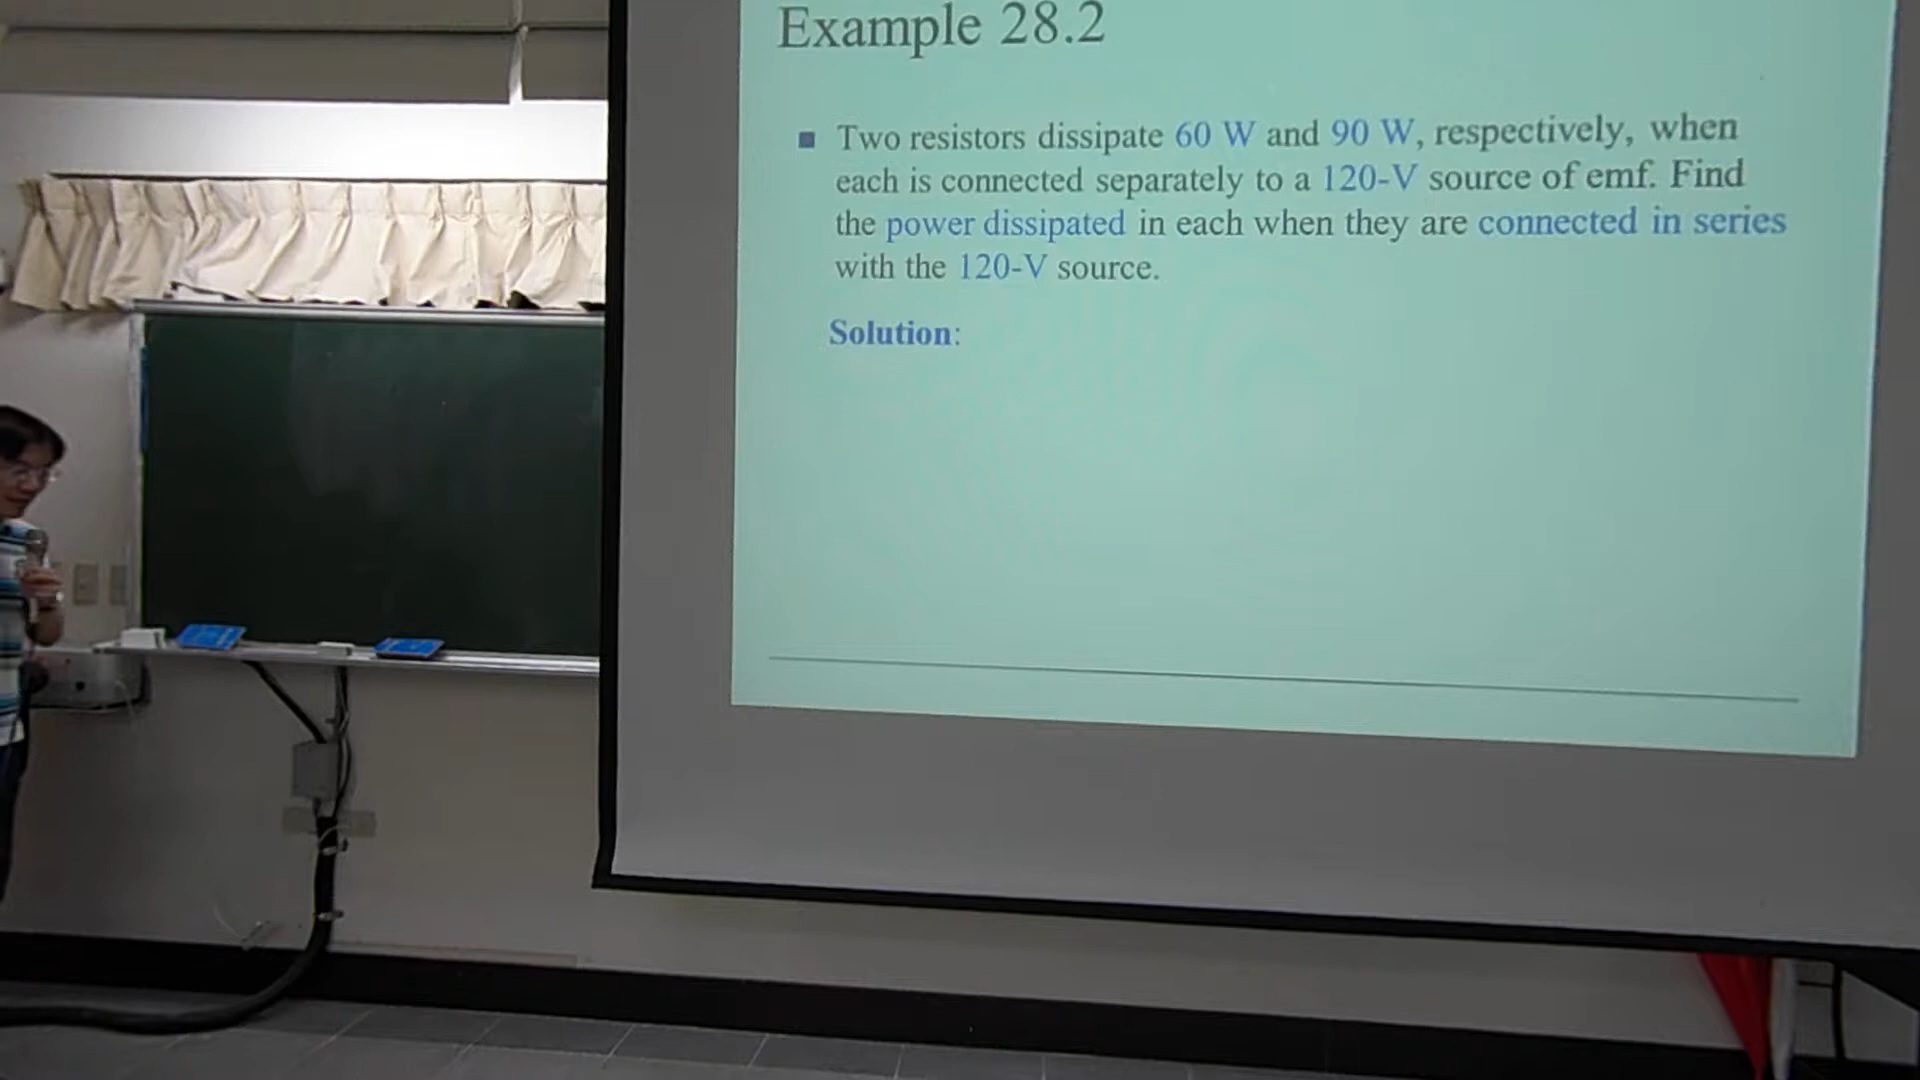 Example 28.2
Two resistors dissipate 60 W and 90 W, respectively, when
each is connected separately to a 120-V source of emf. Find
the power dissipated in each when they are connected in series
with the 120-V source.
Solution: